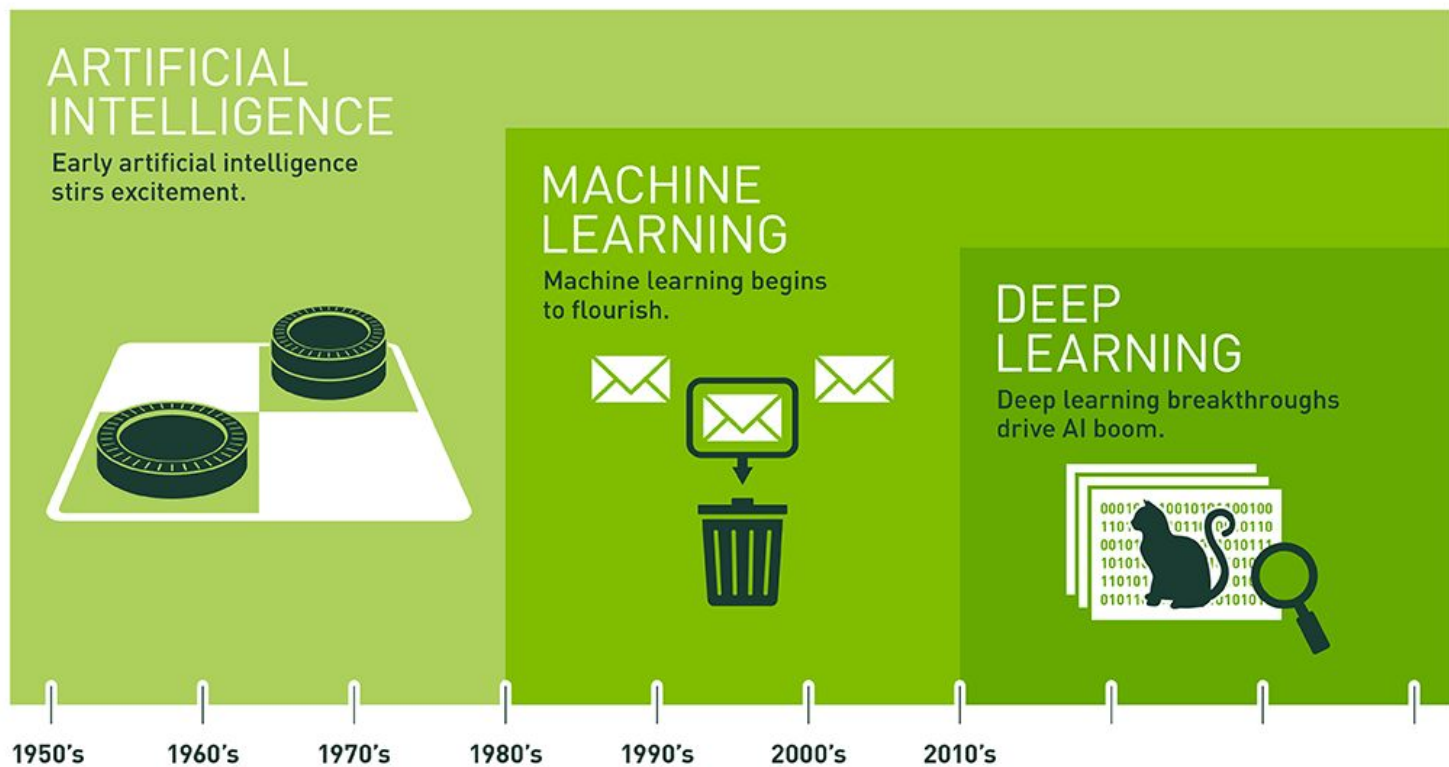 ARTIFICIAL
INTELLIGENCE
Early artificial intelligence
stirs excitement.
MACHINE
LEARNING
Machine learning begins
to flourish.
DEEP
LEARNING
Deep learning breakthroughs
drive AI boom.
1950's 1960's 1970's 1980's 1990's 2000's 2010's